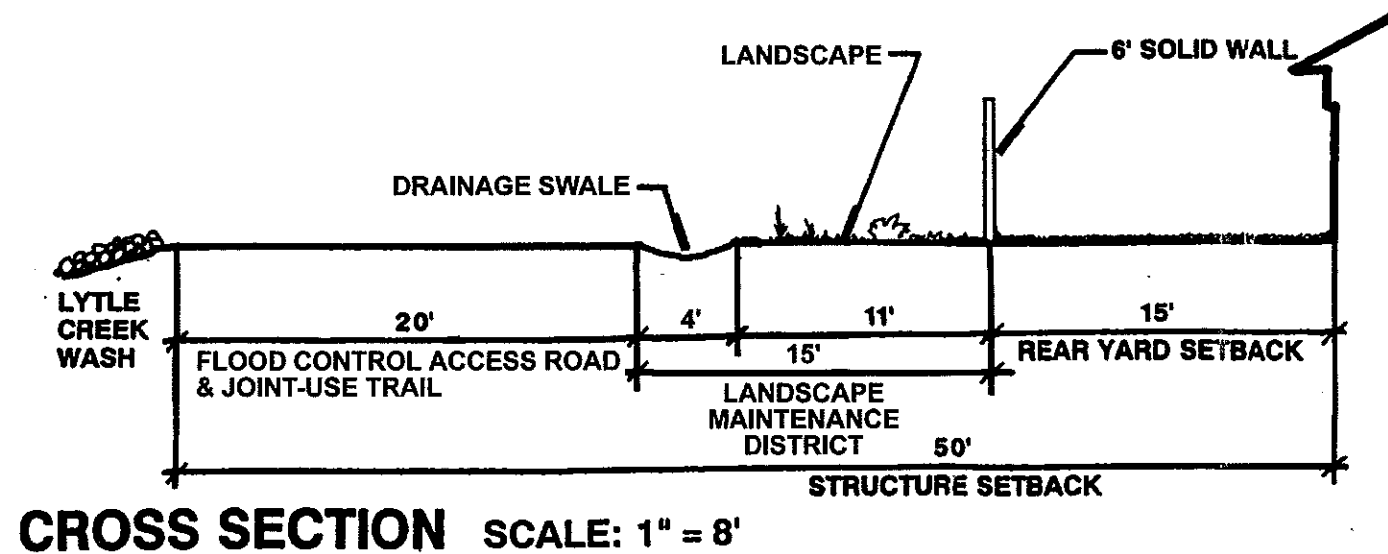 LANDSCAPE
6' SOLID WALL
DRAINAGE SWALE
LYTLE
CREEK
WASH
20'
4'
11'
15'
FLOOD CONTROL ACCESS ROAD
& JOINT-USE TRAIL
15'
REAR YARD SETBACK
LANDSCAPE
MAINTENANCE
DISTRICT
50'
STRUCTURE SETBACK
CROSS SECTION SCALE: 1" = 8'